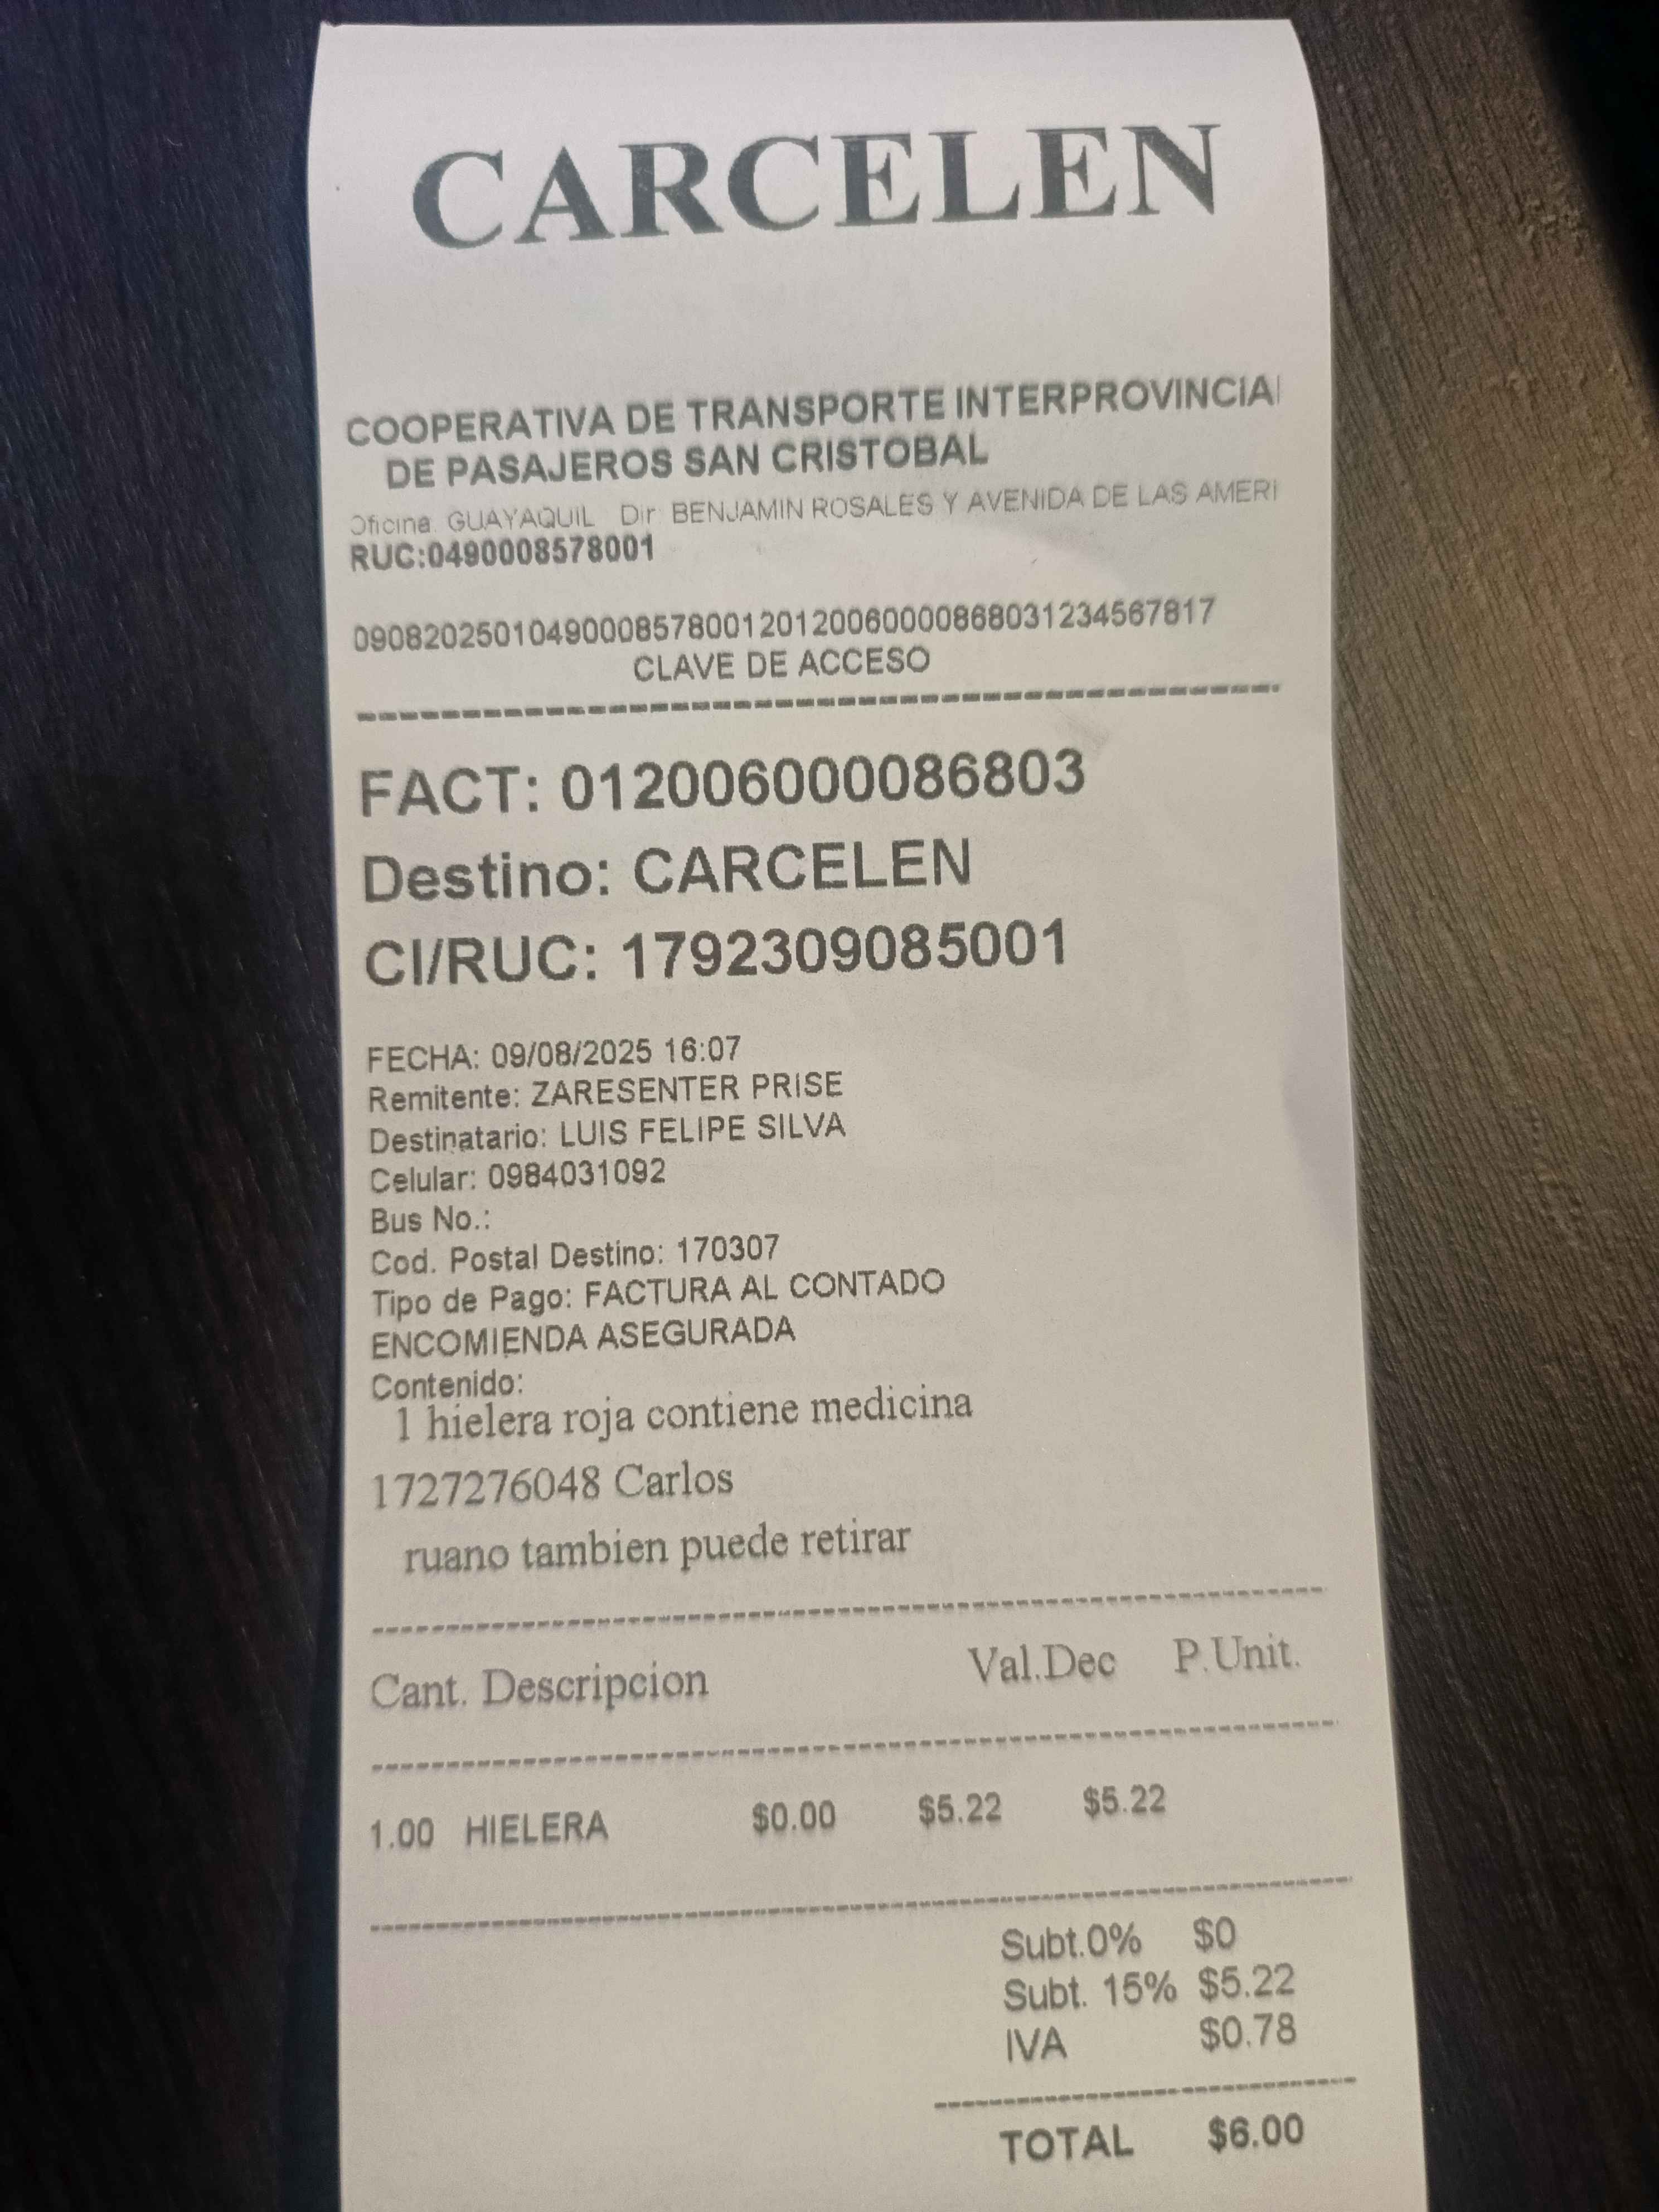 CARCELEN
COOPERATIVA DE TRANSPORTE INTERPROVINCIAL
DE PASAJEROS SAN CRISTOBAL
Oficina. GUAYAQUIL Dir BENJAMIN ROSALES Y AVENIDA DE LAS AMERI
RUC:0490008578001
0908202501049000857800120120060000868031234567817
CLAVE DE ACCESO
FACT: 012006000086803
Destino: CARCELEN
CI/RUC: 1792309085001
FECHA: 09/08/2025 16:07
Remitente: ZARESENTER PRISE
Destinatario: LUIS FELIPE SILVA
Celular: 0984031092
Bus No.:
Cod. Postal Destino: 170307
Tipo de Pago: FACTURA AL CONTADO
ENCOMIENDA ASEGURADA
Contenido:
1 hielera roja contiene medicina
1727276048 Carlos
ruano tambien puede retirar
Cant. Descripcion Val.Dec P.Unit.
1.00 HIELERA $0.00 $5.22 $5.22
Subt.0% $0
Subt. 15% $5.22
IVA $0.78
TOTAL $6.00